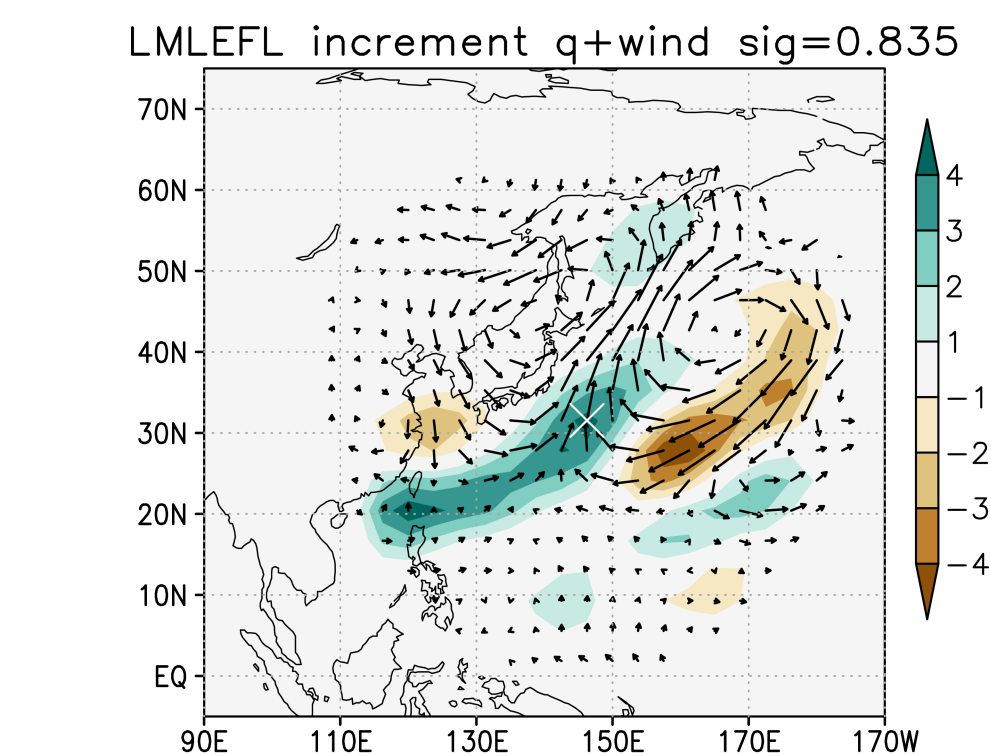 LMLEFL increment q+wind sig=0.835
70N
60N
50N
40N
30N
20N
10N
EQ
90E 110E 130E 150E 170E 170W
4
3
2
1
−1
−2
−3
−4